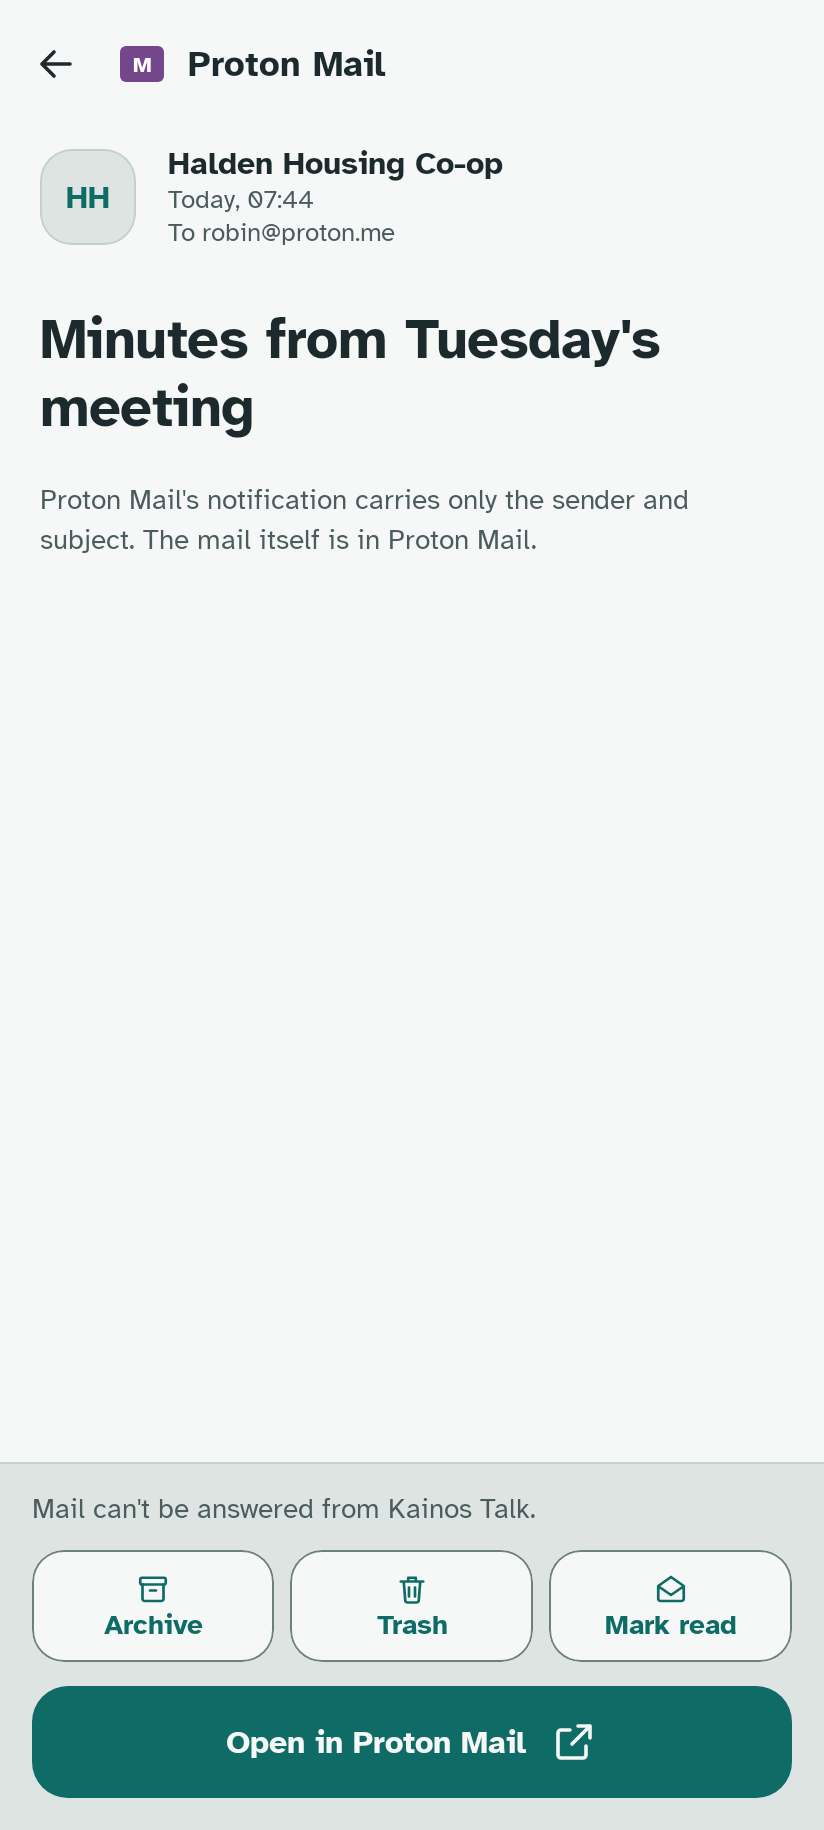 M Proton Mail
HH
Halden Housing Co-op
Today, 07:44
To robin@proton.me
Minutes from Tuesday's
meeting
Proton Mail's notification carries only the sender and
subject. The mail itself is in Proton Mail.
Mail can't be answered from Kainos Talk.
Archive
Trash
Mark read
Open in Proton Mail